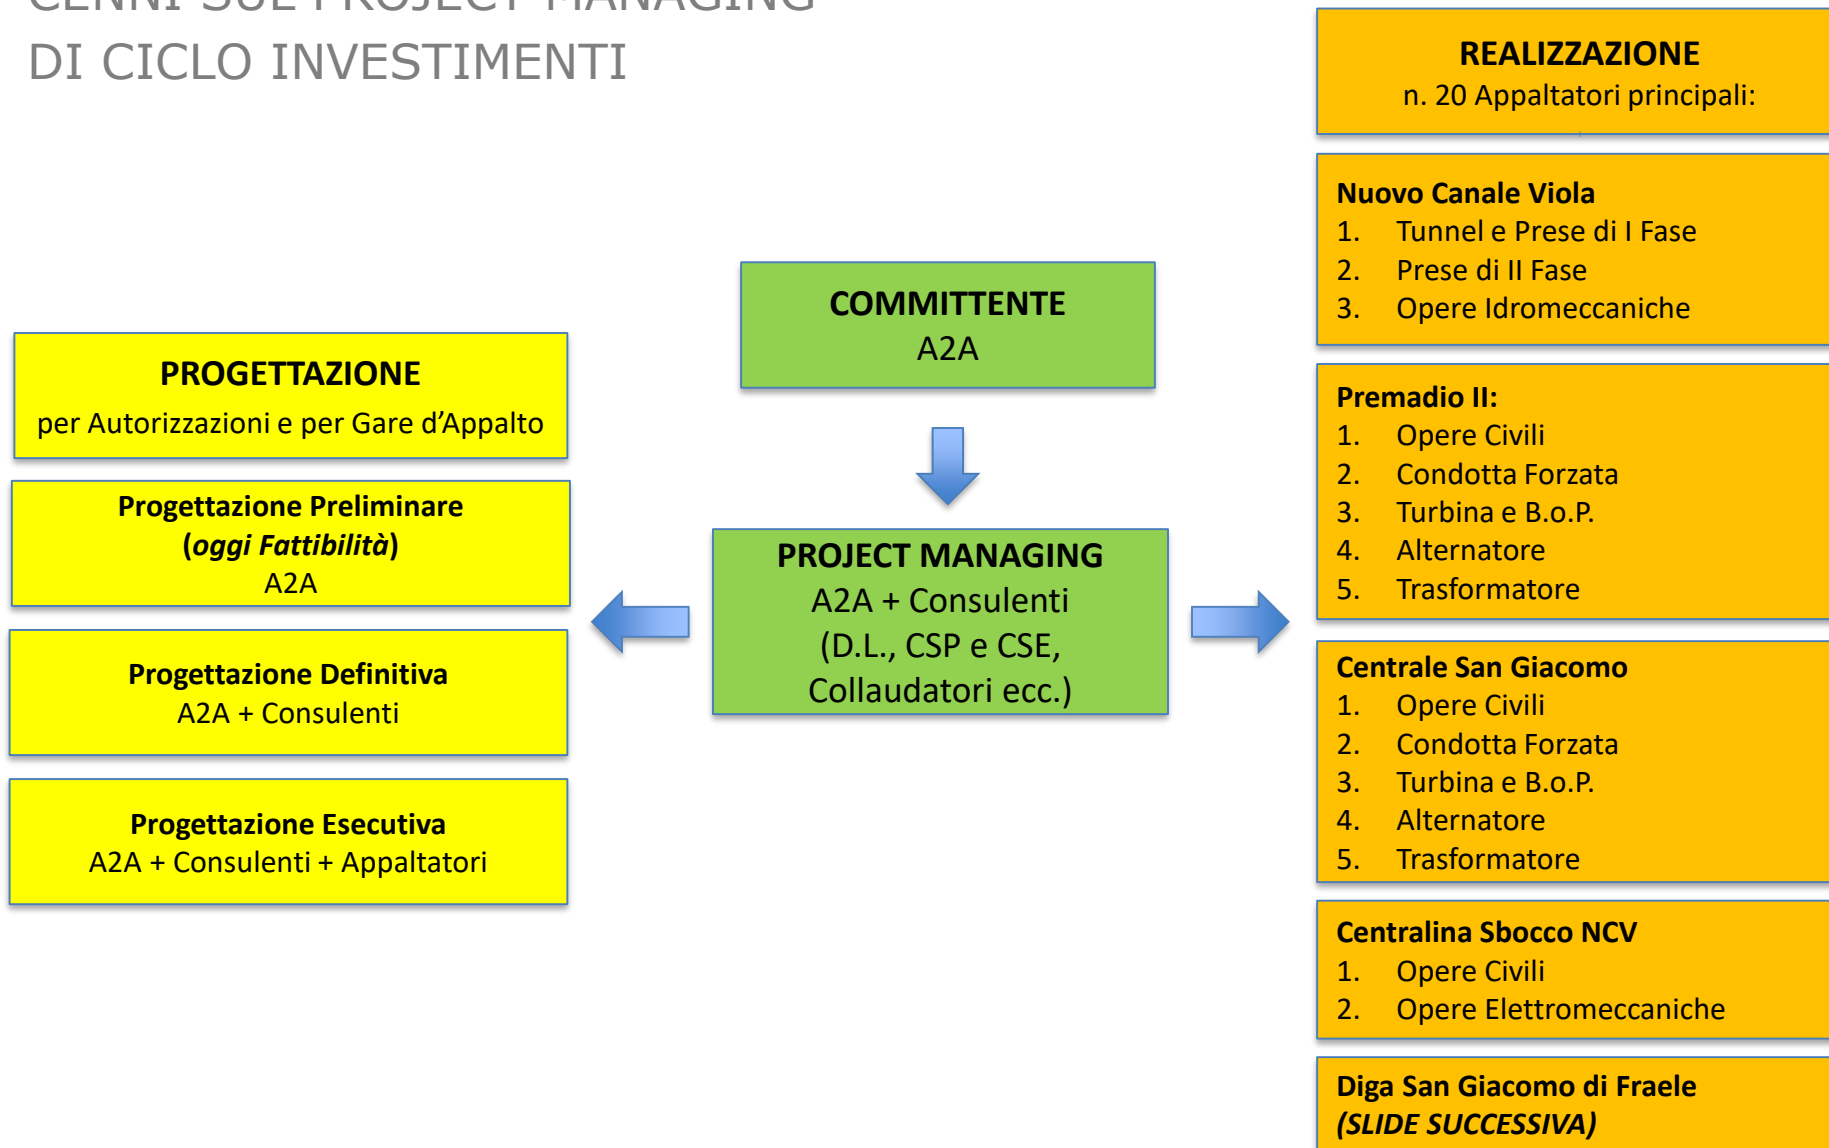 CENNI SUL PROJECT MANAGING
DI CICLO INVESTIMENTI
PROGETTAZIONE
per Autorizzazioni e per Gare d’Appalto
Progettazione Preliminare
(oggi Fattibilità)
A2A
Progettazione Definitiva
A2A + Consulenti
Progettazione Esecutiva
A2A + Consulenti + Appaltatori
COMMITTENTE
A2A
PROJECT MANAGING
A2A + Consulenti
(D.L., CSP e CSE,
Collaudatori ecc.)
REALIZZAZIONE
n. 20 Appaltatori principali:
Nuovo Canale Viola
1. Tunnel e Prese di I Fase
2. Prese di II Fase
3. Opere Idromeccaniche
Premadio II:
1. Opere Civili
2. Condotta Forzata
3. Turbina e B.o.P.
4. Alternatore
5. Trasformatore
Centrale San Giacomo
1. Opere Civili
2. Condotta Forzata
3. Turbina e B.o.P.
4. Alternatore
5. Trasformatore
Centralina Sbocco NCV
1. Opere Civili
2. Opere Elettromeccaniche
Diga San Giacomo di Fraele
(SLIDE SUCCESSIVA)